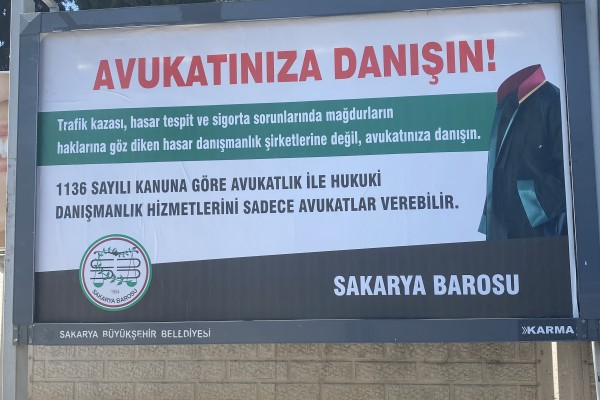 AVUKATINIZA DANIŞIN!
Trafik kazası, hasar tespit ve sigorta sorunlarında mağdurların
haklarına göz diken hasar danışmanlık şirketlerine değil, avukatınıza danışın.
1136 SAYILI KANUNA GÖRE AVUKATLIK İLE HUKUKİ
DANIŞMANLIK HİZMETLERİNİ SADECE AVUKATLAR VEREBİLİR.
SAKARYA BAROSU
SAKARYA BAROSU
SAKARYA BÜYÜKŞEHİR BELEDİYESİ
»KARMA